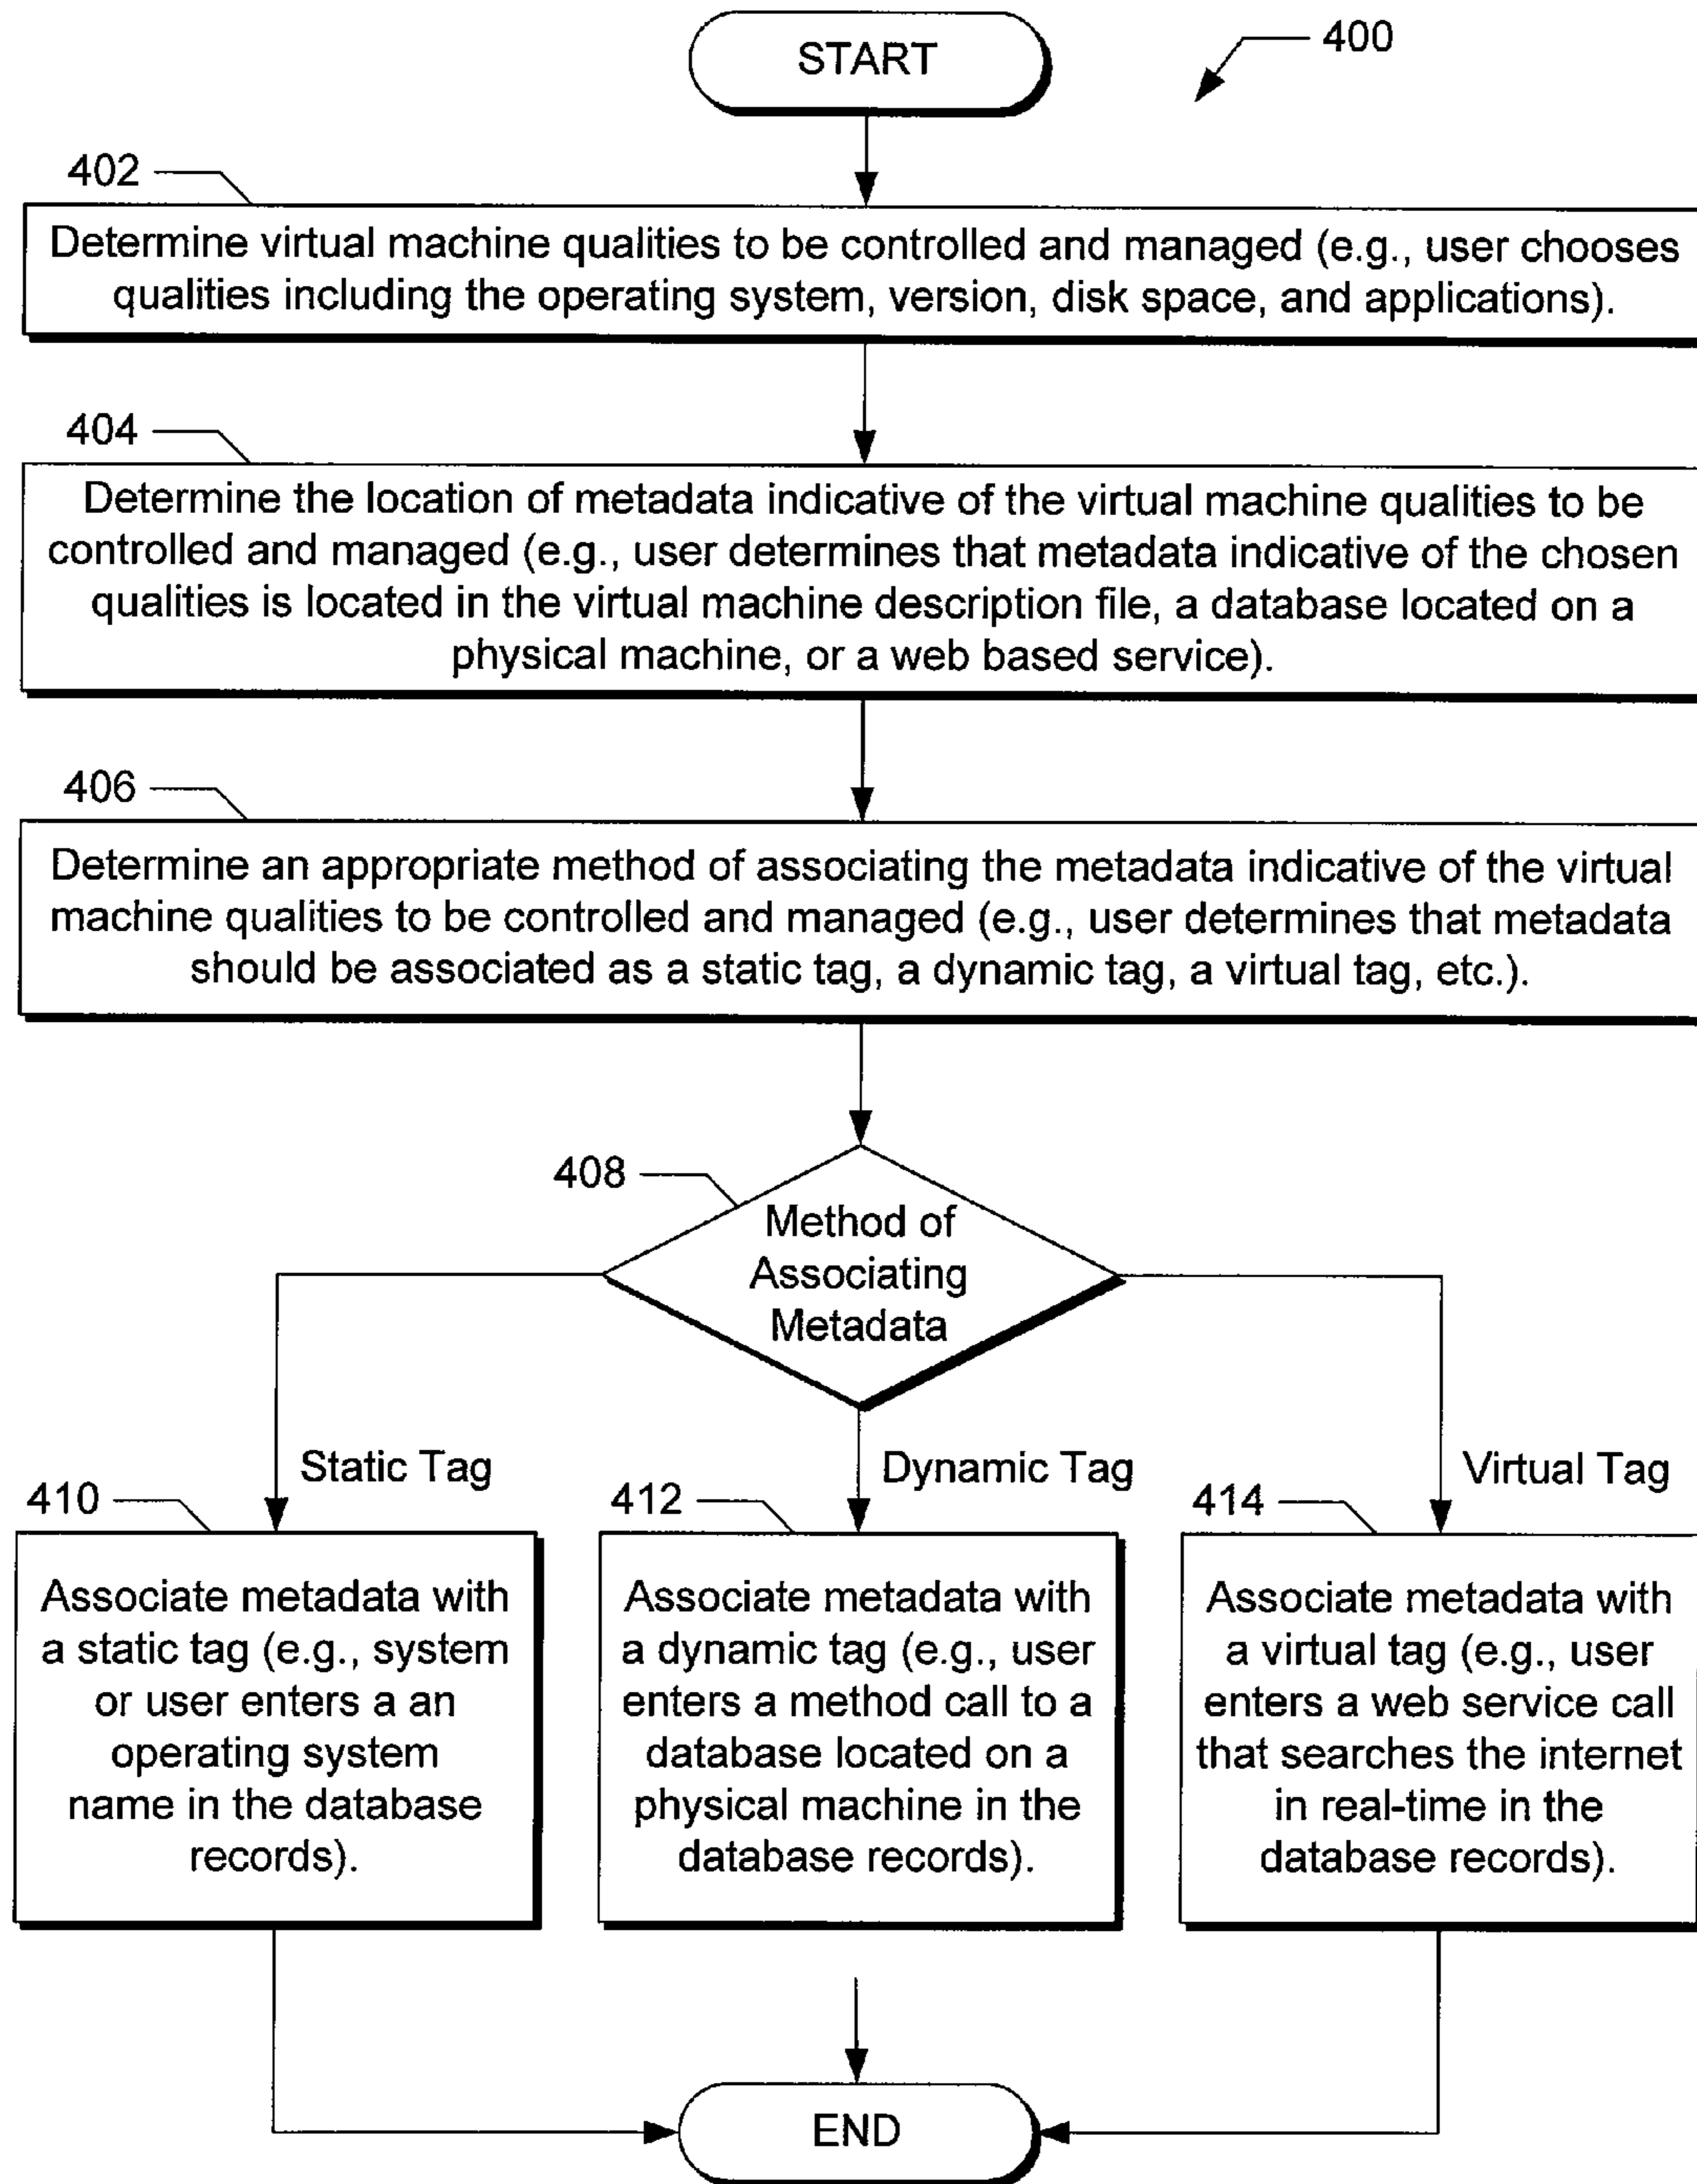 START
400
402
Determine virtual machine qualities to be controlled and managed (e.g., user chooses
qualities including the operating system, version, disk space, and applications).
404
Determine the location of metadata indicative of the virtual machine qualities to be
controlled and managed (e.g., user determines that metadata indicative of the chosen
qualities is located in the virtual machine description file, a database located on a
physical machine, or a web based service).
406
Determine an appropriate method of associating the metadata indicative of the virtual
machine qualities to be controlled and managed (e.g., user determines that metadata
should be associated as a static tag, a dynamic tag, a virtual tag, etc.).
408
Method of
Associating
Metadata
Static Tag
410
Associate metadata with
a static tag (e.g., system
or user enters a an
operating system
name in the database
records).
Dynamic Tag
412
Associate metadata with
a dynamic tag (e.g., user
enters a method call to a
database located on a
physical machine in the
database records).
Virtual Tag
414
Associate metadata with
a virtual tag (e.g., user
enters a web service call
that searches the internet
in real-time in the
database records).
END